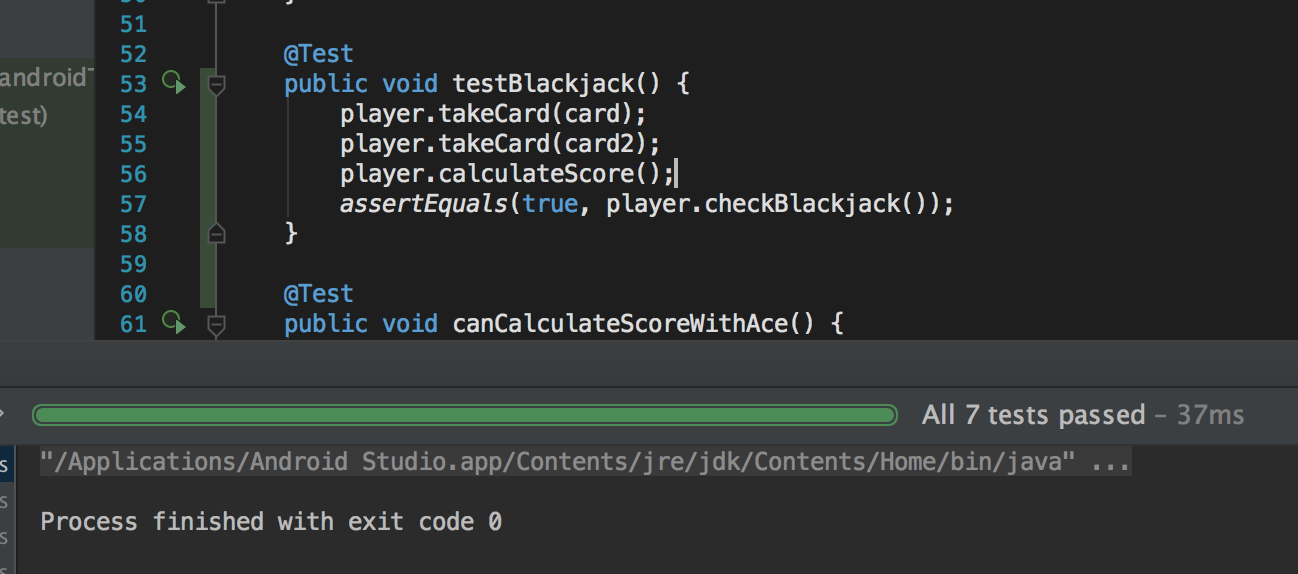 51
52 @Test
androidT
53 public void testBlackjack() {
test)
54 player.takeCard(card);
55 player.takeCard(card2);
56 player.calculateScore();
57 assertEquals(true, player.checkBlackjack());
58 }
59
60 @Test
61 public void canCalculateScoreWithAce() {
All 7 tests passed – 37ms
s "/Applications/Android Studio.app/Contents/jre/jdk/Contents/Home/bin/java" ...
s
Process finished with exit code 0
s